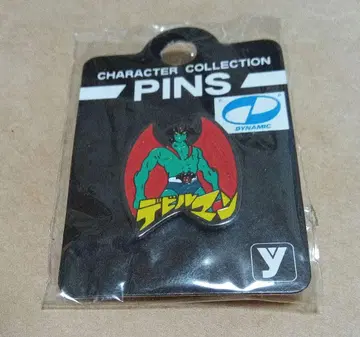 CHARACTER COLLECTION
PINS
DYNAMIC
デビルマン
Y